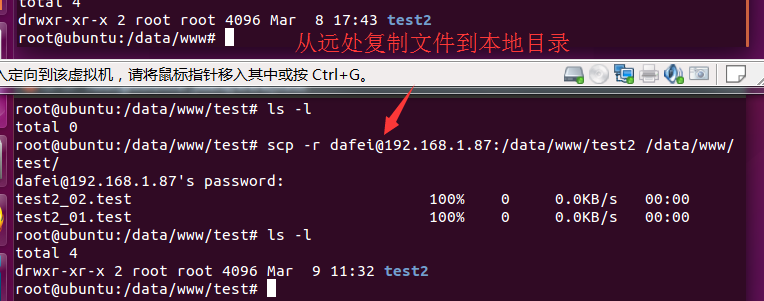 total 4
drwxr-xr-x 2 root root 4096 Mar  8 17:43 test2
root@ubuntu:/data/www#
从远处复制文件到本地目录
入定向到该虚拟机，请将鼠标指针移入其中或按 Ctrl+G。
root@ubuntu:/data/www/test# ls -l
total 0
root@ubuntu:/data/www/test# scp -r dafei@192.168.1.87:/data/www/test2 /data/www/
test/
dafei@192.168.1.87's password:
test2_02.test                                 100%    0     0.0KB/s   00:00
test2_01.test                                 100%    0     0.0KB/s   00:00
root@ubuntu:/data/www/test# ls -l
total 4
drwxr-xr-x 2 root root 4096 Mar  9 11:32 test2
root@ubuntu:/data/www/test#